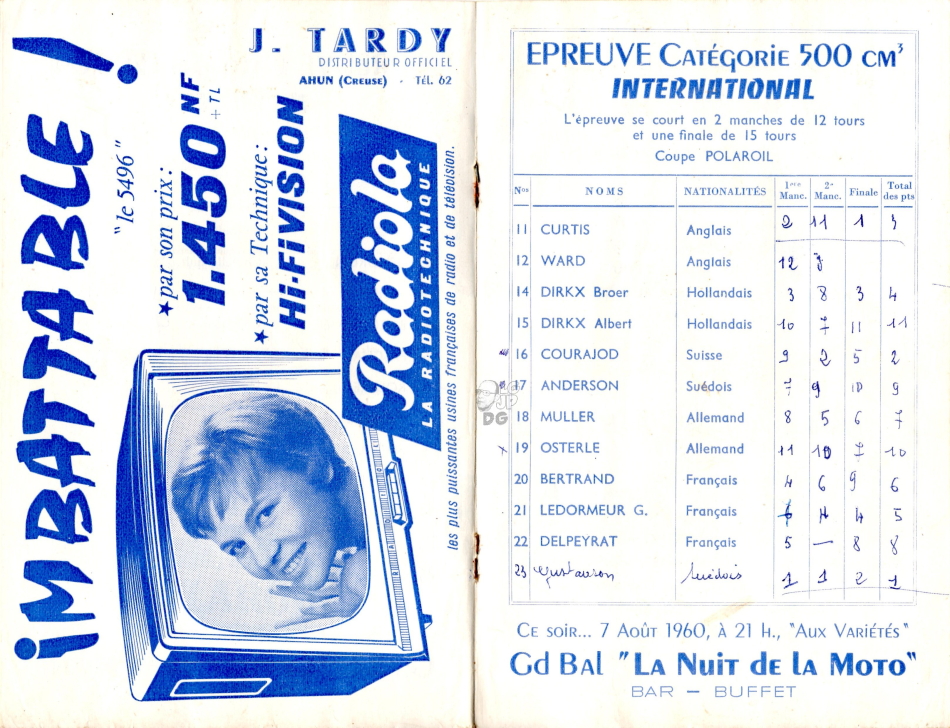 ¡MBATTABLE !
"le 5496"
★ par son prix :
1.450 NF
+ TL
★ par sa Technique :
Hi-FiVISION
J. TARDY
DISTRIBUTEUR OFFICIEL
AHUN (CREUSE) - Tél. 62
Radiola
LA RADIOTECHNIQUE
les plus puissantes usines françaises de radio et de télévision.
EPREUVE CATÉGORIE 500 CM³
INTERNATIONAL
L'épreuve se court en 2 manches de 12 tours
et une finale de 15 tours
Coupe POLAROIL
Nos NOMS NATIONALITÉS 1ère Manc. 2e Manc. Finale Total des pts
11 CURTIS Anglais 2 11 1 3
12 WARD Anglais 12
14 DIRKX Broer Hollandais 3 8 3 4
15 DIRKX Albert Hollandais 10 7 11 11
16 COURAJOD Suisse 9 2 5 2
17 ANDERSON Suédois 7 9 10 9
18 MULLER Allemand 8 5 6 7
19 OSTERLE Allemand 11 10 7 10
20 BERTRAND Français 4 6 9 6
21 LEDORMEUR G. Français 4 5
22 DELPEYRAT Français 5 — 8 8
23 Gustavson Suédois 1 1 2 1
CE SOIR... 7 AOÛT 1960, À 21 H., "AUX VARIÉTÉS"
Gd BAL "LA NUIT DE LA MOTO"
BAR — BUFFET
JP
DG